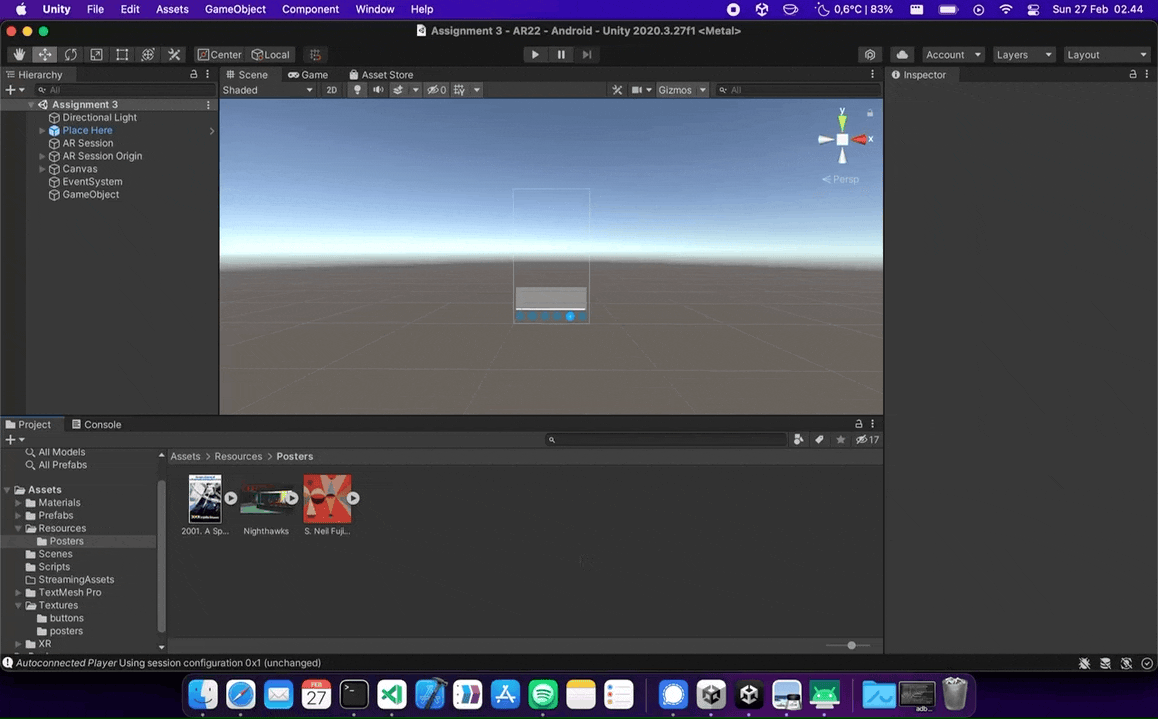 Unity File Edit Assets GameObject Component Window Help 0,6°C | 83% Sun 27 Feb 02.44
Assignment 3 - AR22 - Android - Unity 2020.3.27f1 <Metal>
Center Local Account Layers Layout
Hierarchy
All
Assignment 3
Directional Light
Place Here
AR Session
AR Session Origin
Canvas
EventSystem
GameObject
Scene Game Asset Store
Shaded 2D 0 Gizmos All
y
x
Persp
Inspector
Project Console
17
All Models
All Prefabs
Assets
Materials
Prefabs
Resources
Posters
Scenes
Scripts
StreamingAssets
TextMesh Pro
Textures
buttons
posters
XR
Assets > Resources > Posters
2001. A Sp... Nighthawks S. Neil Fuji...
Autoconnected Player Using session configuration 0x1 (unchanged)
FEB
27
adb...